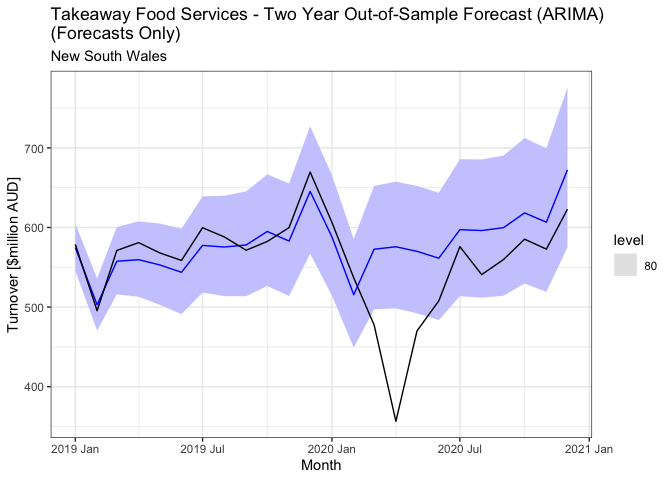 Takeaway Food Services - Two Year Out-of-Sample Forecast (ARIMA)
(Forecasts Only)
New South Wales
Turnover [$million AUD]
700
600
500
400
level
80
2019 Jan
2019 Jul
2020 Jan
2020 Jul
2021 Jan
Month